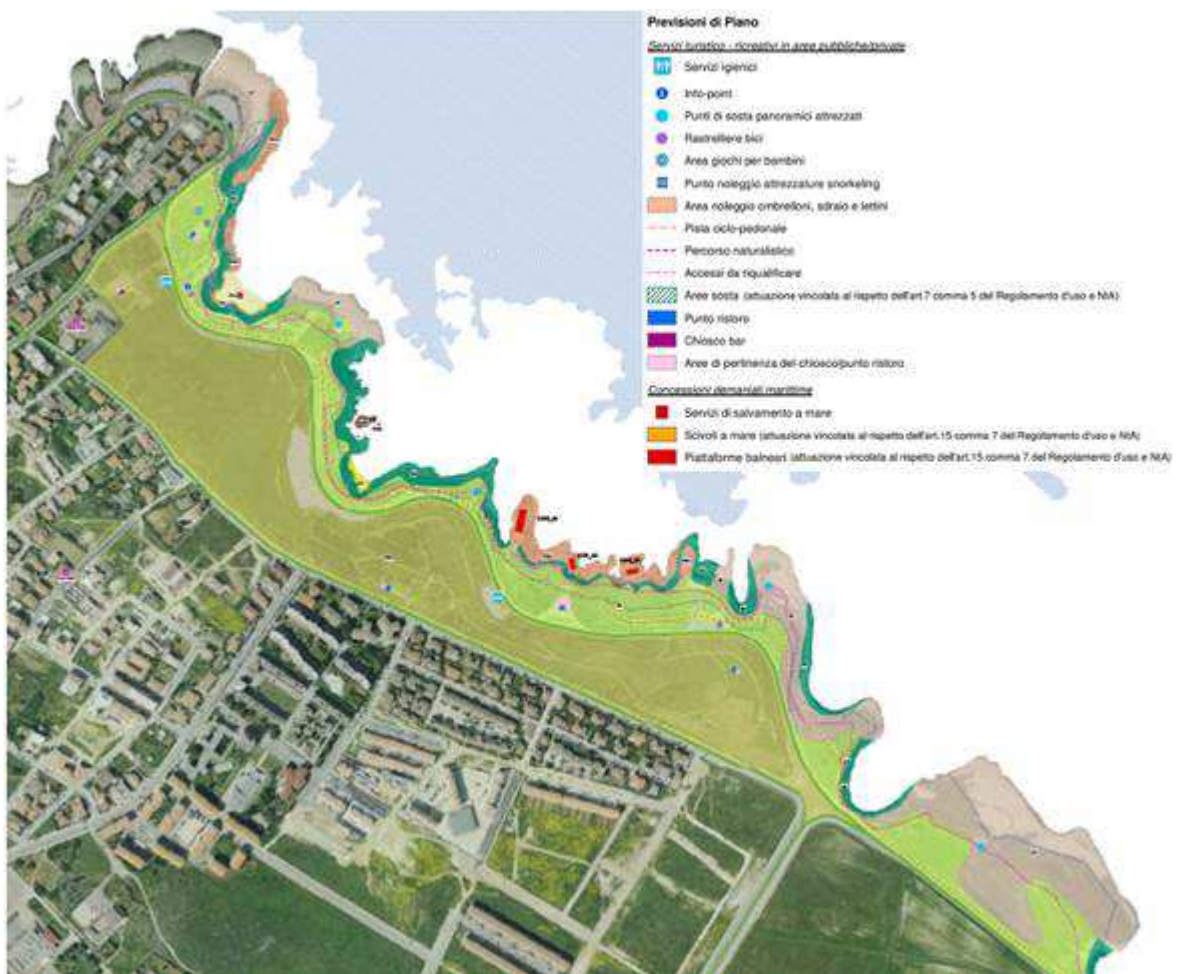 Previsioni di Piano
Servizi turistico - ricreativi in aree pubbliche/private
Servizi igienici
Info-point
Punti di sosta panoramici attrezzati
Rastrelliere bici
Area giochi per bambini
Punto noleggio attrezzature snorkeling
Area noleggio ombrelloni, sdraio e lettini
Pista ciclo-pedonale
Percorso naturalistico
Accessi da riqualificare
Aree sosta (attuazione vincolata al rispetto dell'art.7 comma 5 del Regolamento d'uso e NtA)
Punto ristoro
Chiosco bar
Aree di pertinenza del chiosco/punto ristoro
Concessioni demaniali marittime
Servizi di salvamento a mare
Scivoli a mare (attuazione vincolata al rispetto dell'art.15 comma 7 del Regolamento d'uso e NtA)
Piattaforme balneari (attuazione vincolata al rispetto dell'art.15 comma 7 del Regolamento d'uso e NtA)